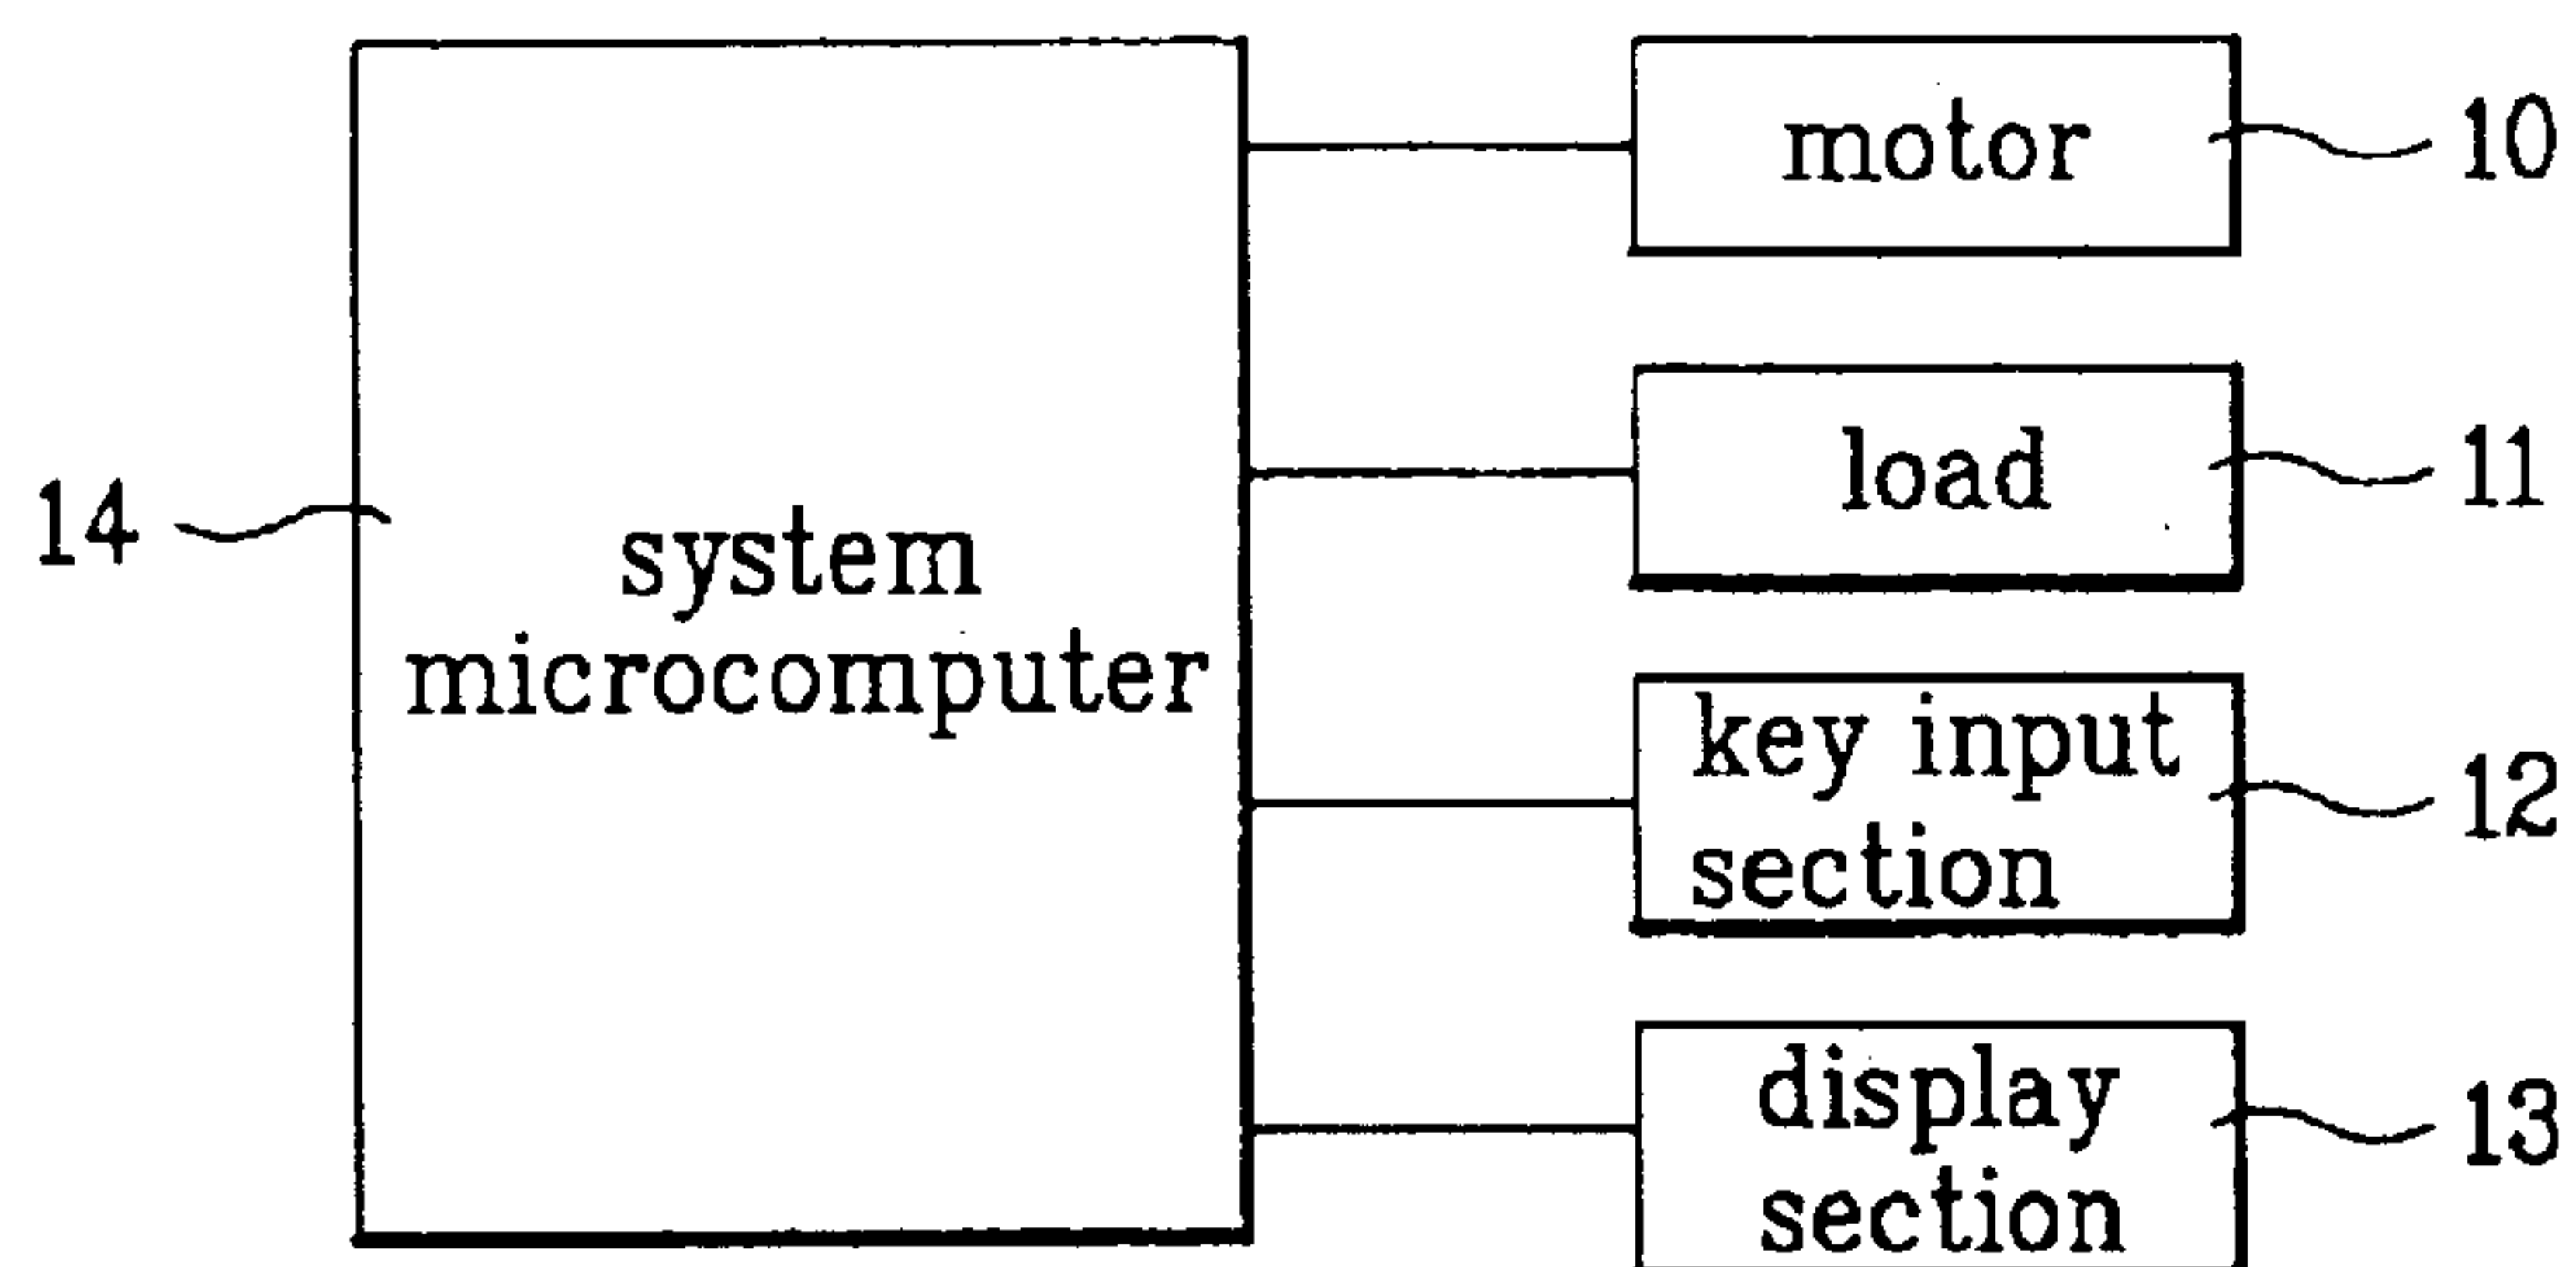 motor
10
load
11
14
system
microcomputer
key input
section
12
display
section
13